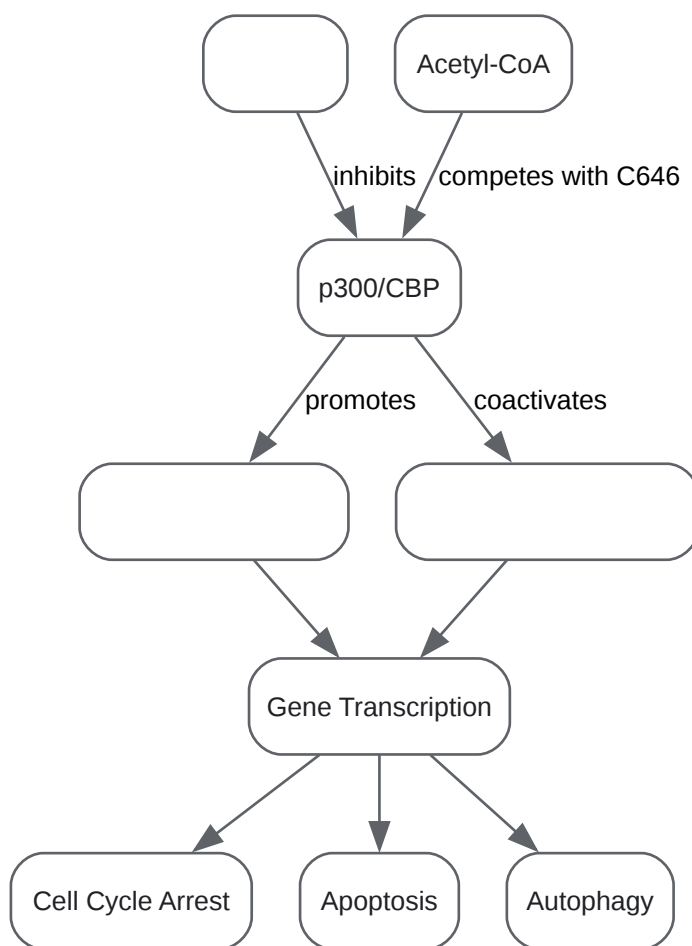 Acetyl-CoA
inhibits
competes with C646
p300/CBP
promotes
coactivates
Gene Transcription
Cell Cycle Arrest
Apoptosis
Autophagy